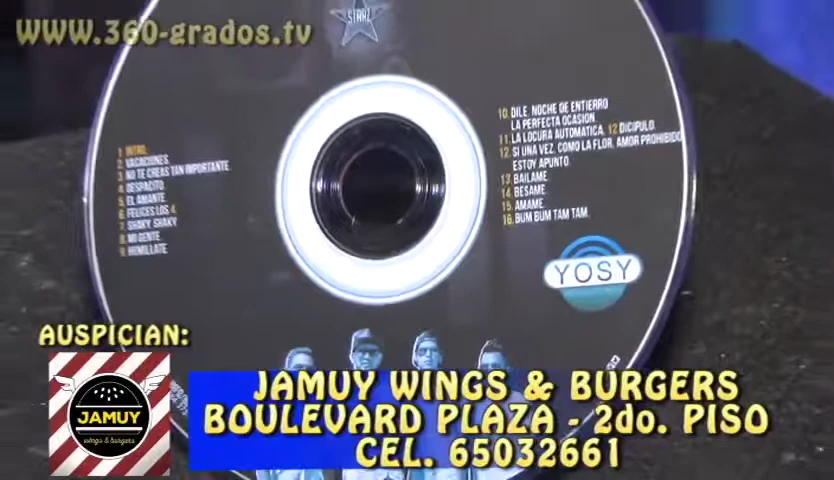 WWW.360-grados.tv
STARZ
1. INTRO.
2. VACACIONES.
3. NO TE CREAS TAN IMPORTANTE.
4. DESPACITO.
5. EL AMANTE.
6. FELICES LOS 4.
7. SHAKY, SHAKY
8. MI GENTE.
9. HUMILLATE.
10. DILE, NOCHE DE ENTIERRO
LA PERFECTA OCASION.
11. LA LOCURA AUTOMATICA. 12 DICIPULO.
12. SI UNA VEZ, COMO LA FLOR, AMOR PROHIBIDO
ESTOY APUNTO.
13. BAILAME.
14. BESAME.
15. AMAME.
16. BUM BUM TAM TAM.
YOSY
AUSPICIAN:
JAMUY
wings & burgers
JAMUY WINGS & BURGERS
BOULEVARD PLAZA - 2do. PISO
CEL. 65032661